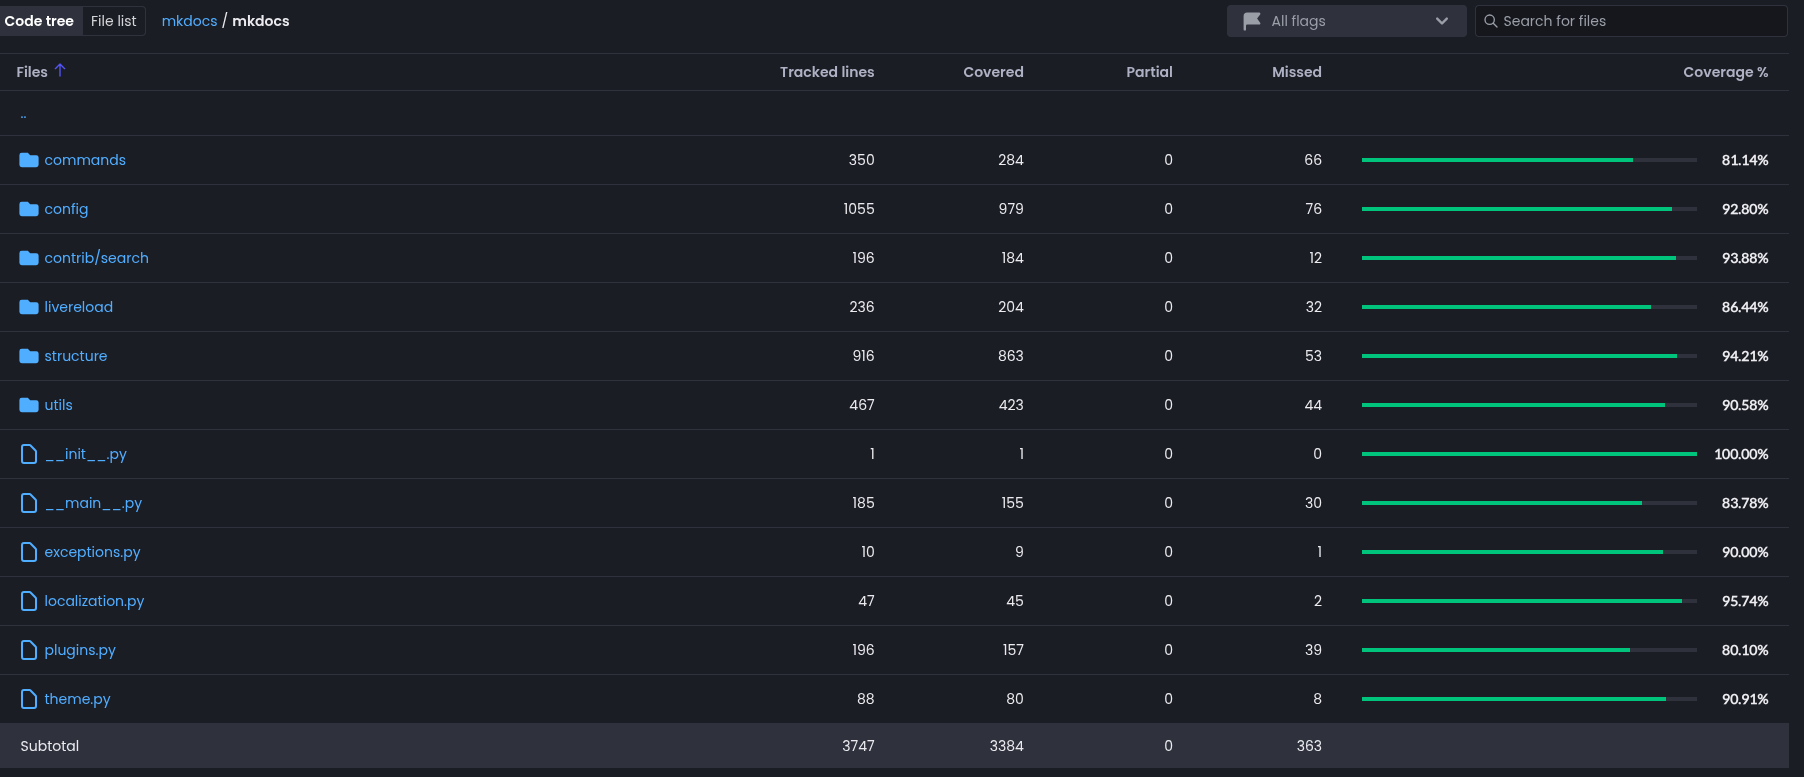 Code tree File list mkdocs / mkdocs All flags Search for files
Files Tracked lines Covered Partial Missed Coverage %
..
commands 350 284 0 66 81.14%
config 1055 979 0 76 92.80%
contrib/search 196 184 0 12 93.88%
livereload 236 204 0 32 86.44%
structure 916 863 0 53 94.21%
utils 467 423 0 44 90.58%
__init__.py 1 1 0 0 100.00%
__main__.py 185 155 0 30 83.78%
exceptions.py 10 9 0 1 90.00%
localization.py 47 45 0 2 95.74%
plugins.py 196 157 0 39 80.10%
theme.py 88 80 0 8 90.91%
Subtotal 3747 3384 0 363